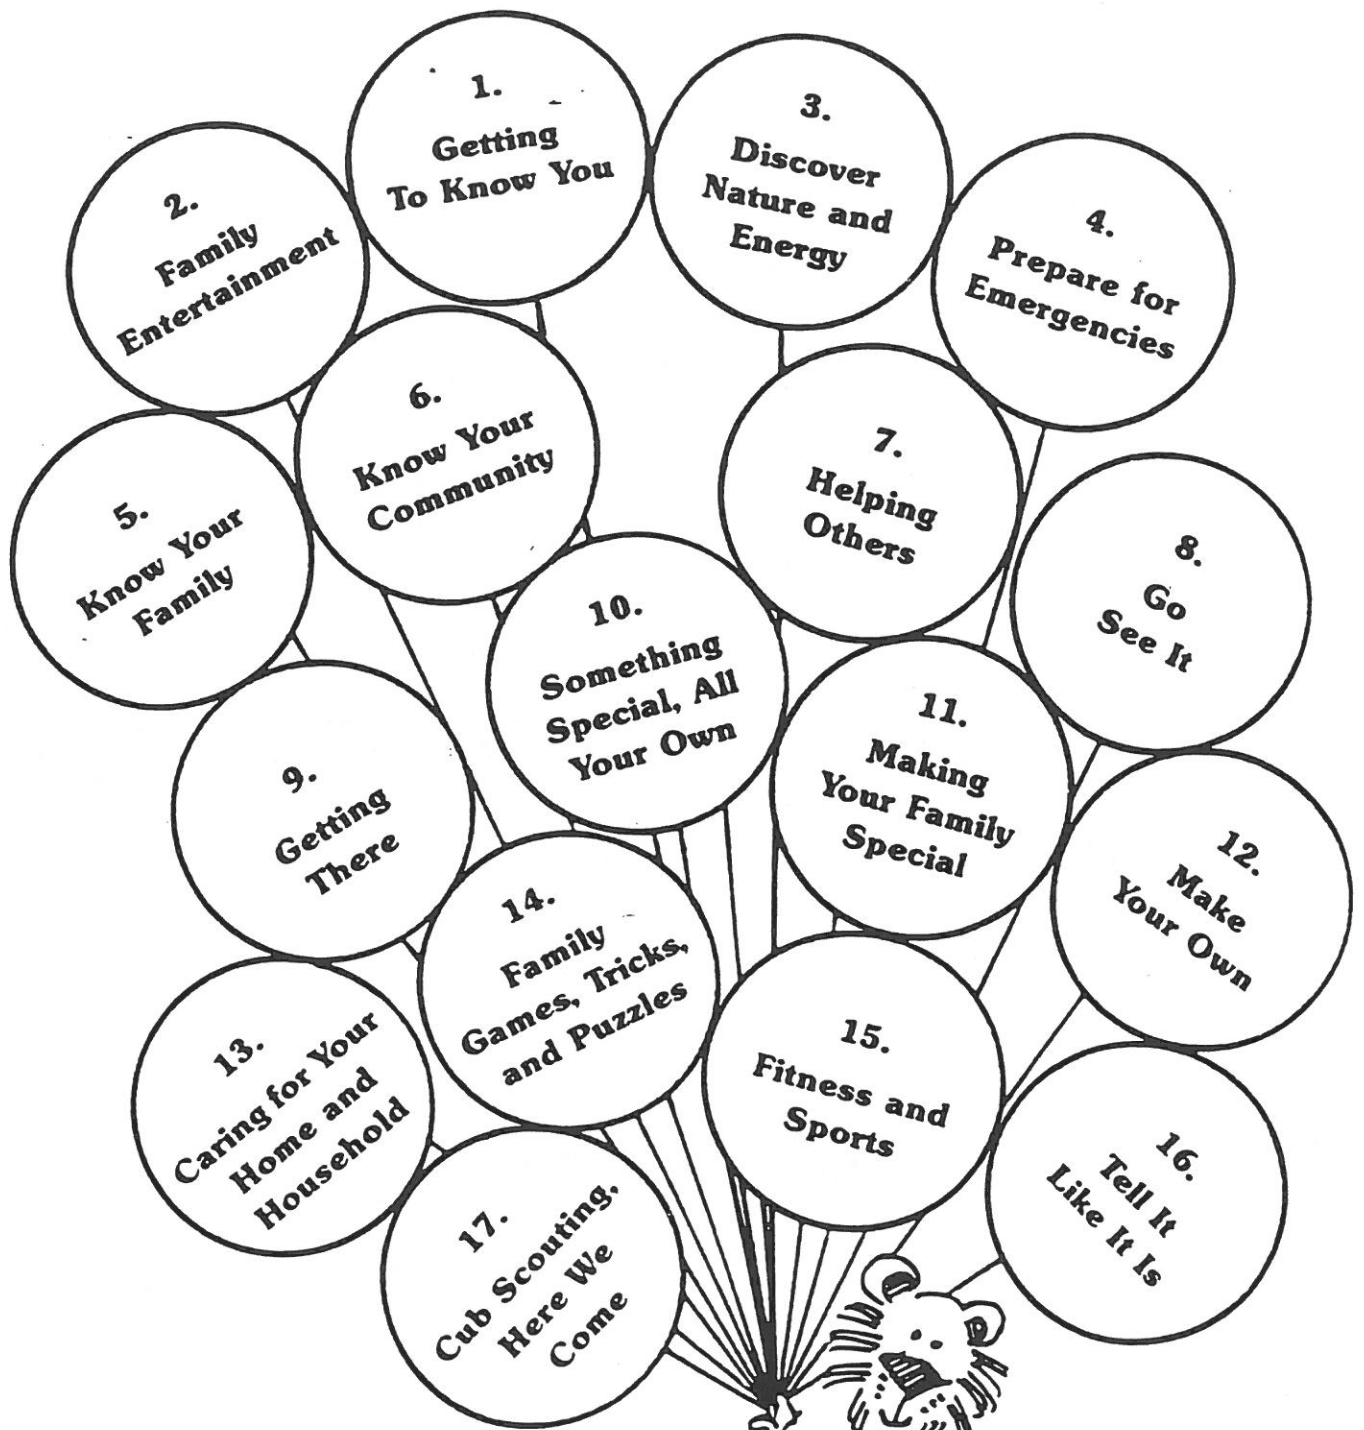 1.
Getting
To Know You
2.
Family
Entertainment
3.
Discover
Nature and
Energy
4.
Prepare for
Emergencies
5.
Know Your
Family
6.
Know Your
Community
7.
Helping
Others
8.
Go
See It
9.
Getting
There
10.
Something
Special, All
Your Own
11.
Making
Your Family
Special
12.
Make
Your Own
13.
Caring for Your
Home and
Household
14.
Family
Games, Tricks,
and Puzzles
15.
Fitness and
Sports
16.
Tell It
Like It Is
17.
Cub Scouting,
Here We
Come